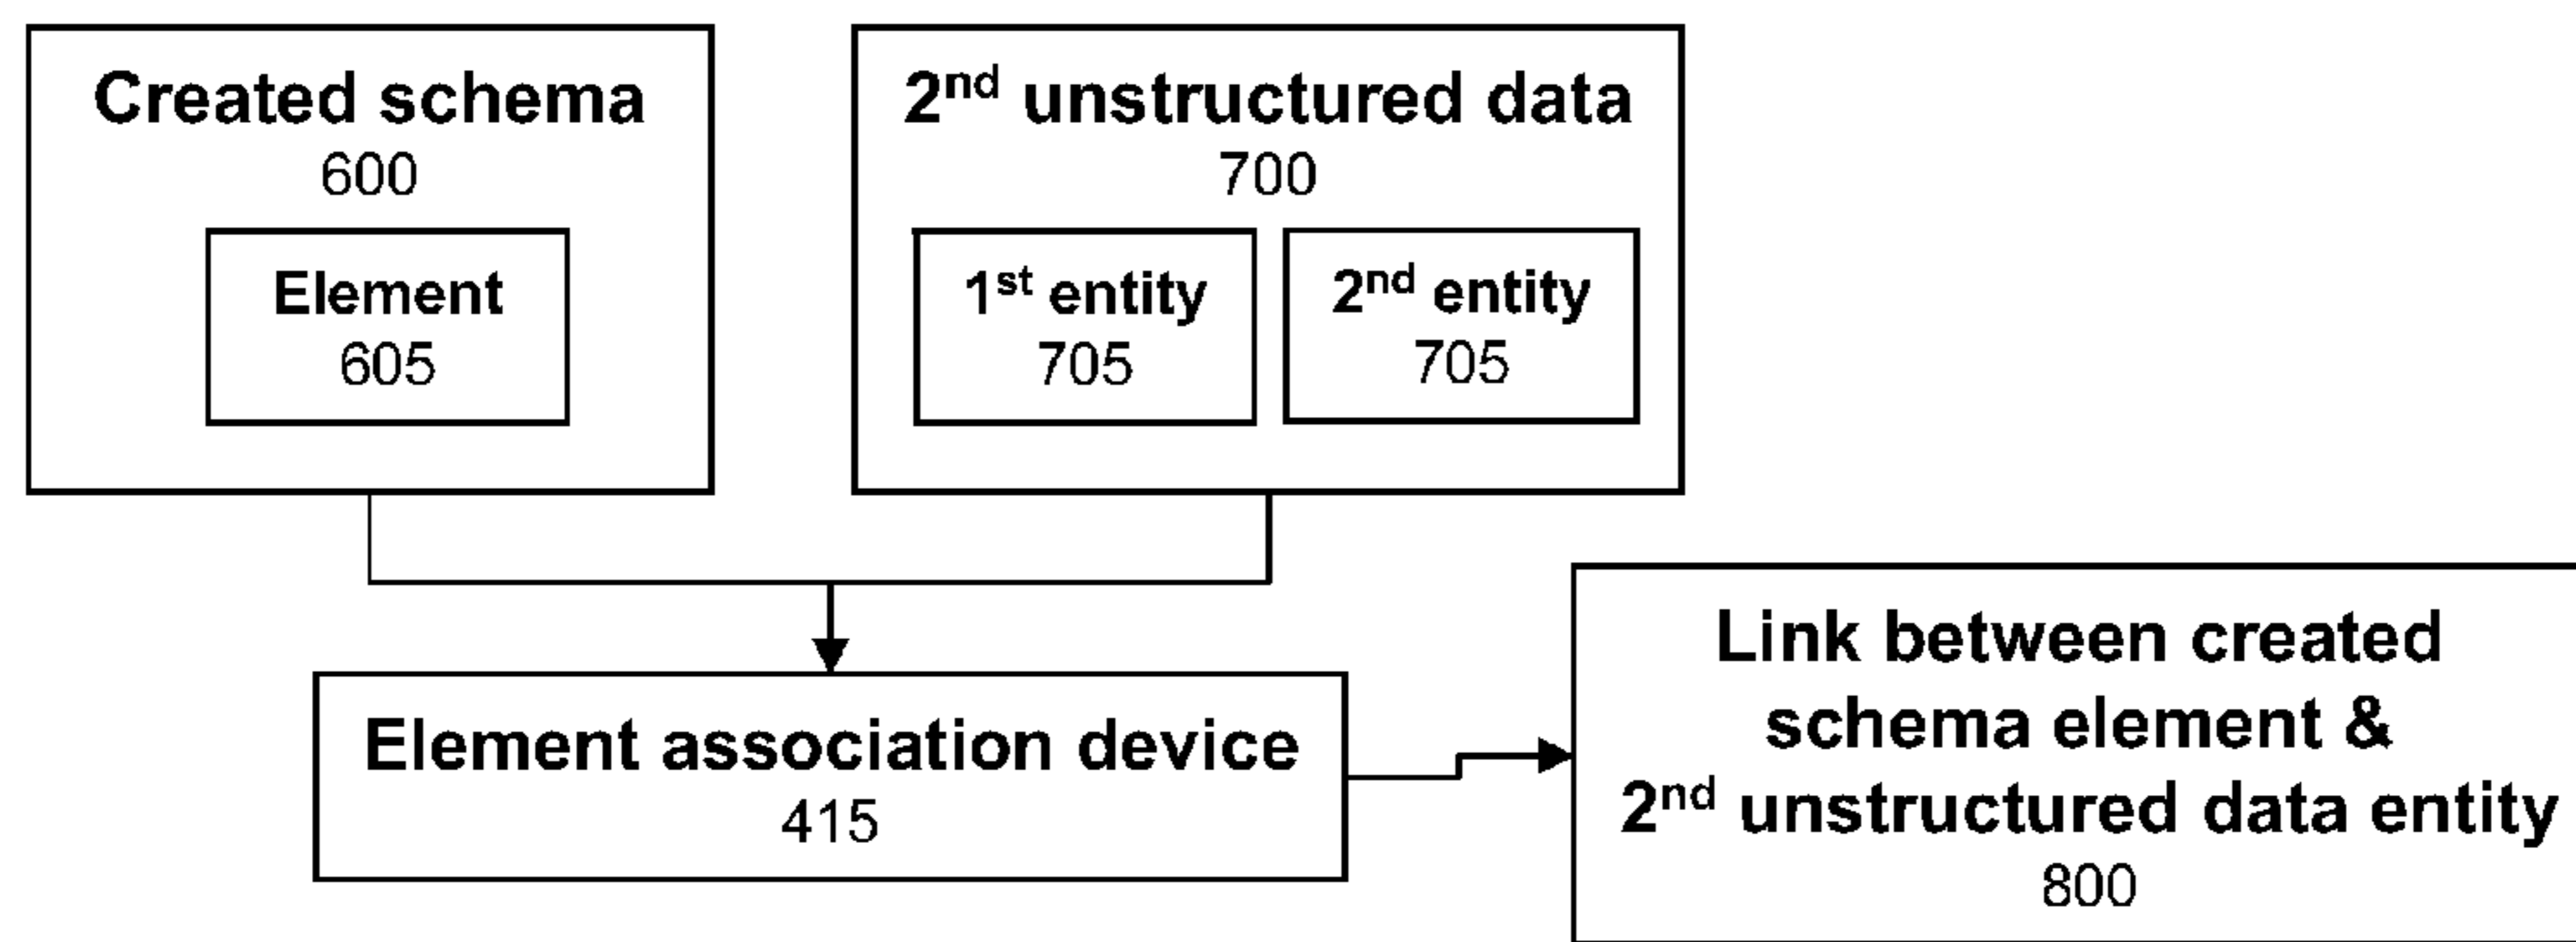 Created schema
600
Element
605
2nd unstructured data
700
1st entity
705
2nd entity
705
Element association device
415
Link between created
schema element &
2nd unstructured data entity
800